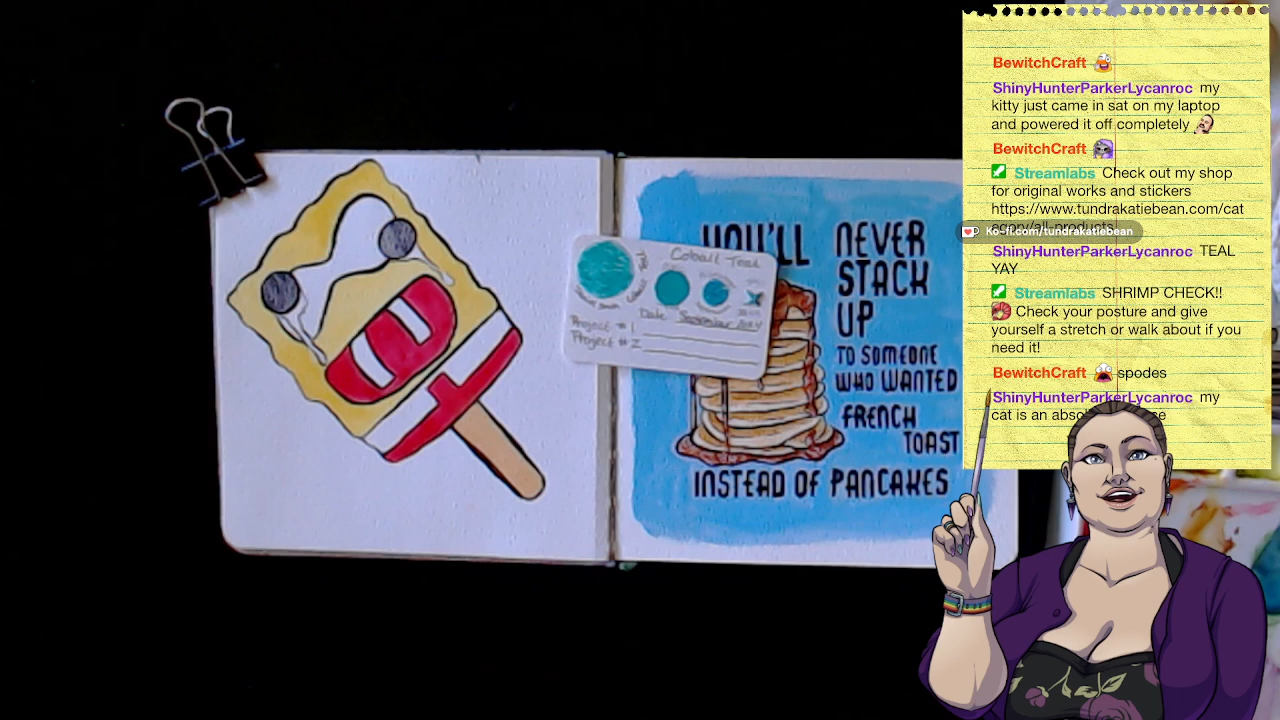 YOU'LL
NEVER
STACK
UP
TO SOMEONE
WHO WANTED
FRENCH
TOAST
INSTEAD OF PANCAKES
Cobalt Teal
Date September
Project #1
Project #2
BewitchCraft
ShinyHunterParkerLycanroc my
kitty just came in sat on my laptop
and powered it off completely
BewitchCraft
Streamlabs Check out my shop
for original works and stickers
https://www.tundrakatiebean.com/cat
Ko-fi.com/tundrakatiebean
ShinyHunterParkerLycanroc TEAL
YAY
Streamlabs SHRIMP CHECK!!
Check your posture and give
yourself a stretch or walk about if you
need it!
BewitchCraft spodes
ShinyHunterParkerLycanroc my
cat is an